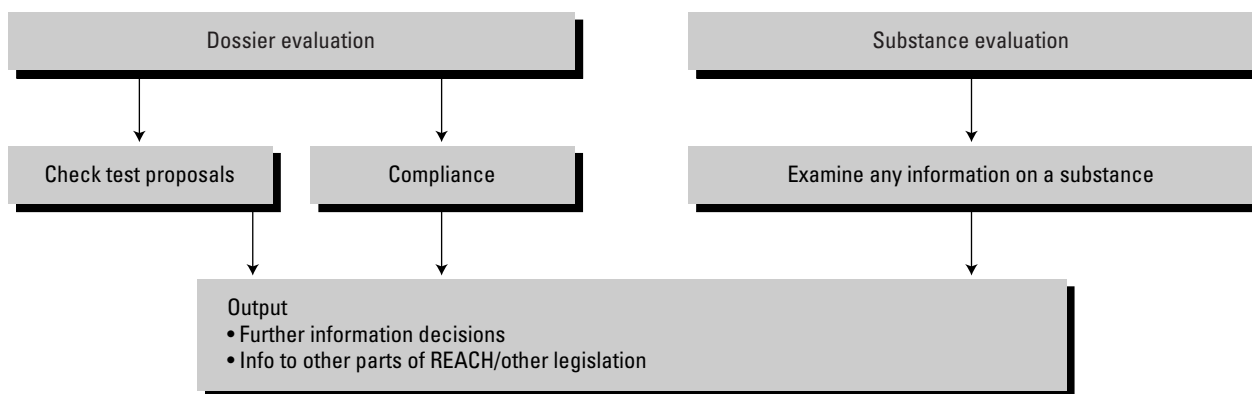 Dossier evaluation
Substance evaluation
Check test proposals
Compliance
Examine any information on a substance
Output
• Further information decisions
• Info to other parts of REACH/other legislation